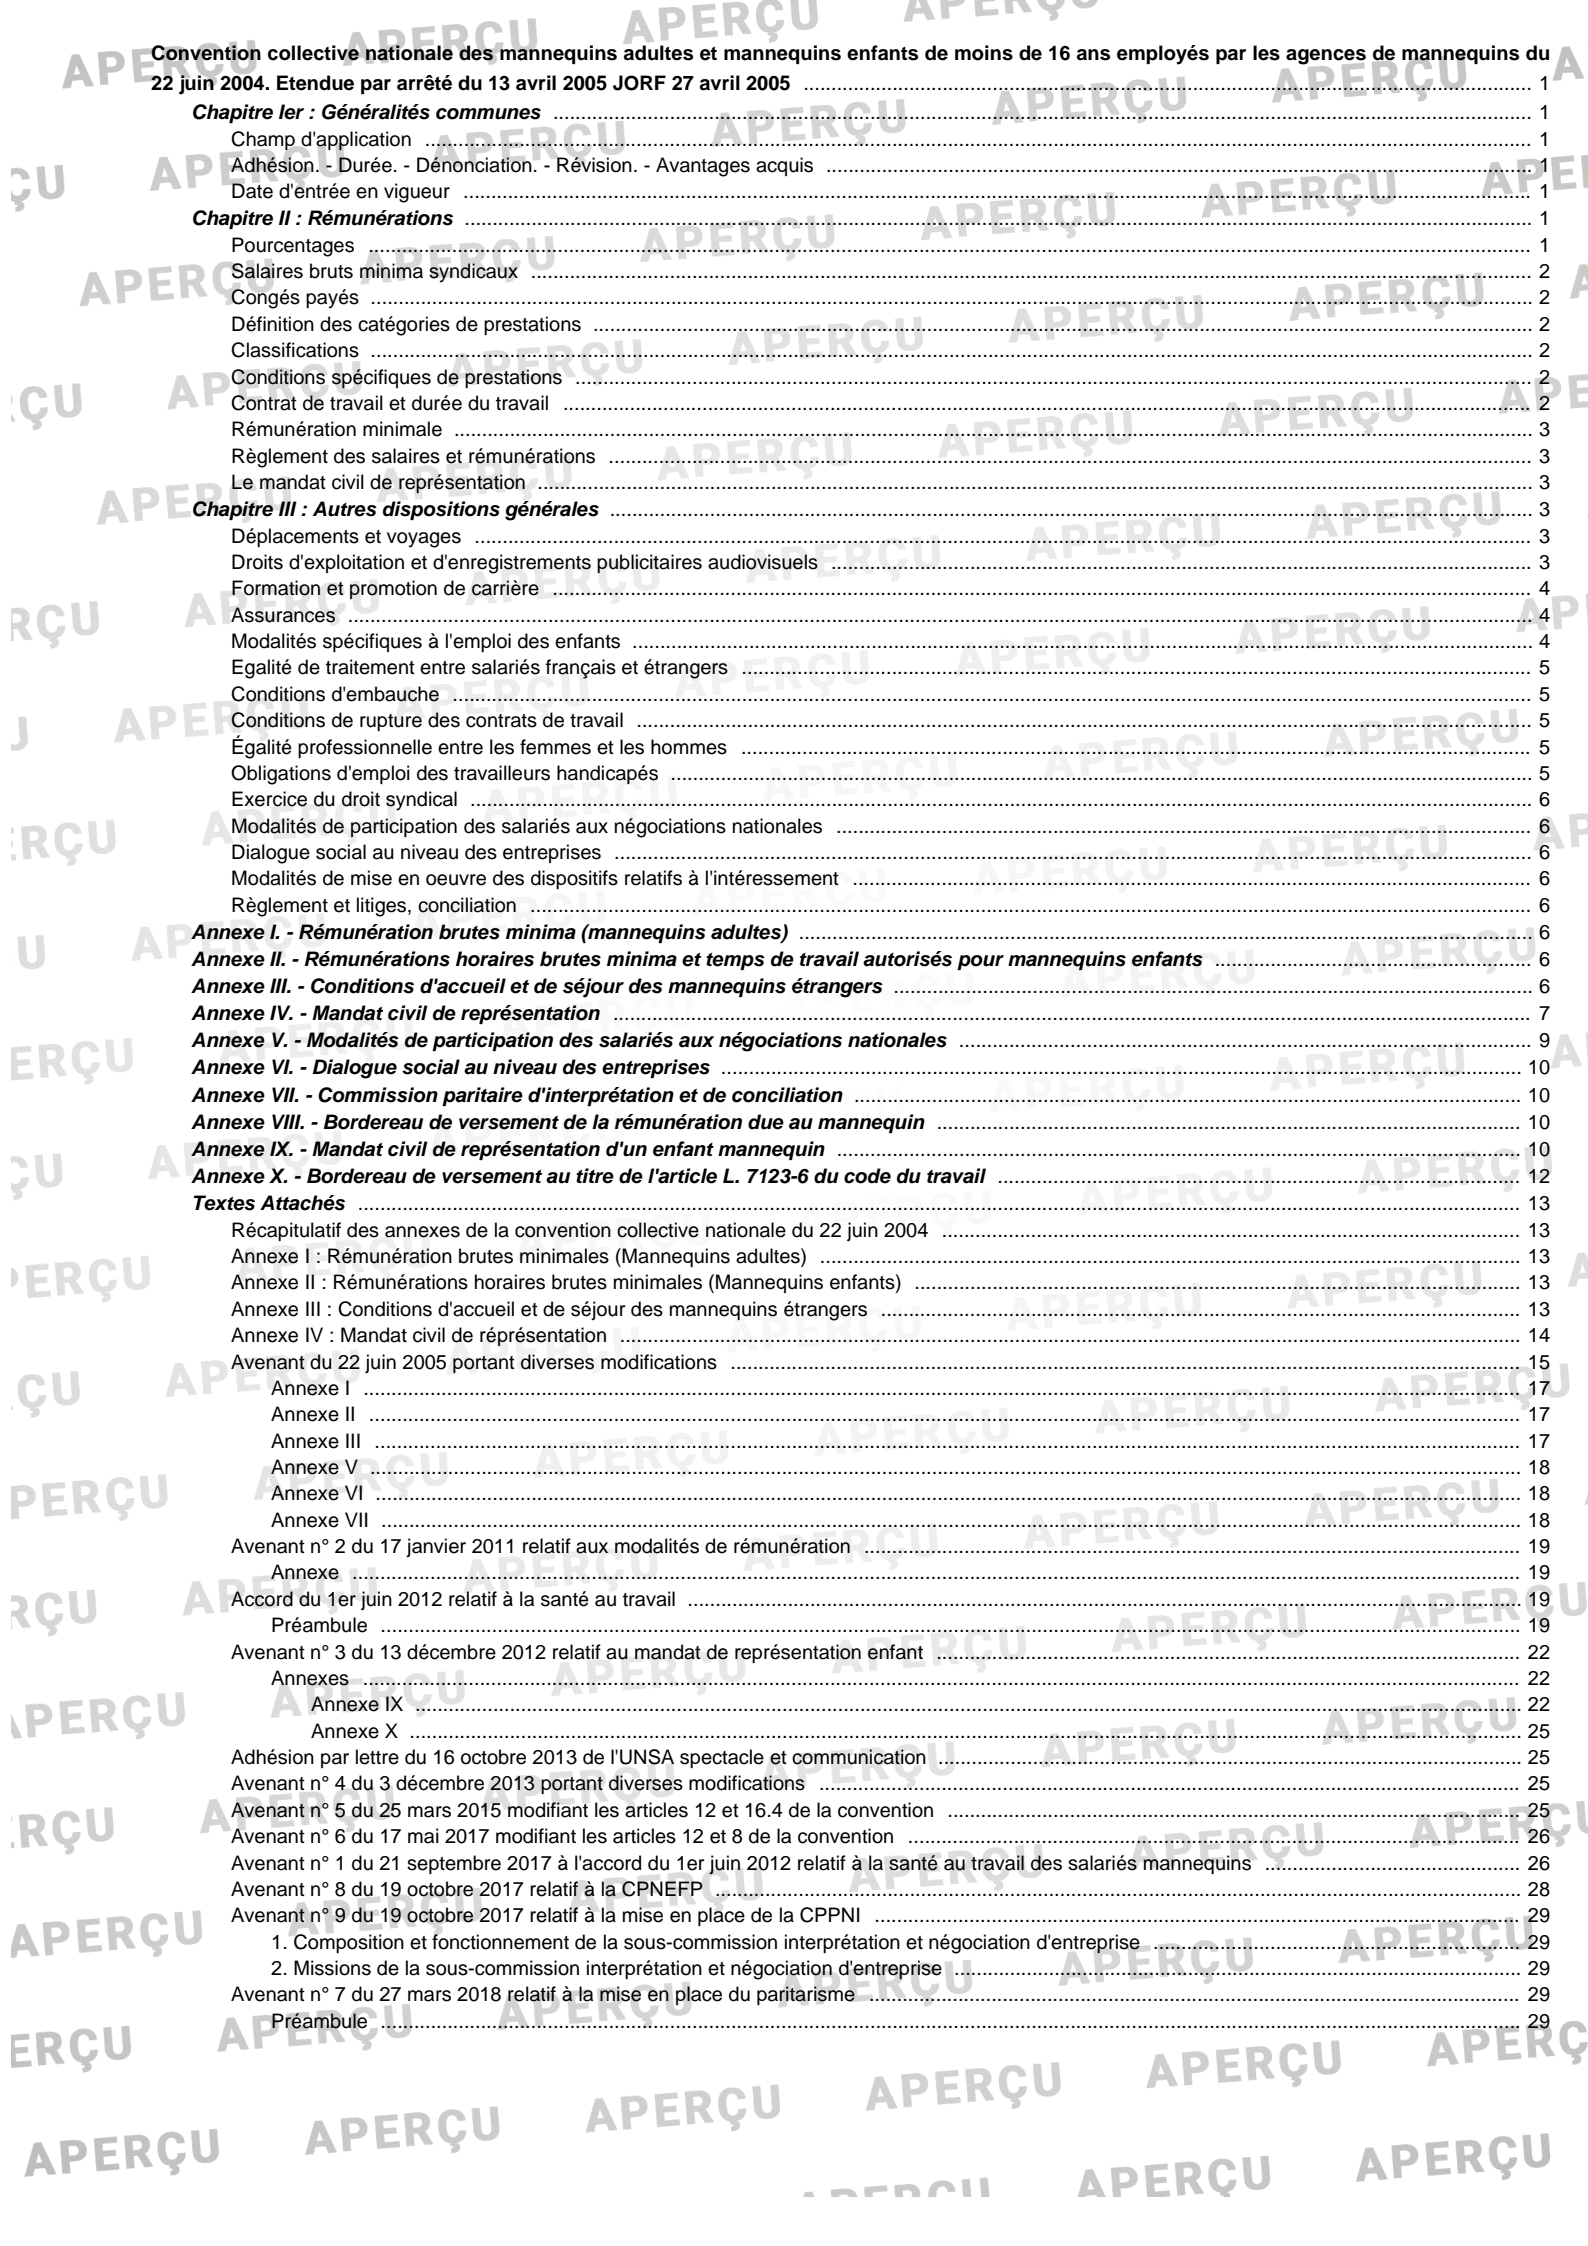 Convention collective nationale des mannequins adultes et mannequins enfants de moins de 16 ans employés par les agences de mannequins du
22 juin 2004. Etendue par arrêté du 13 avril 2005 JORF 27 avril 2005 ... 1
Chapitre Ier : Généralités communes ... 1
Champ d'application ... 1
Adhésion. - Durée. - Dénonciation. - Révision. - Avantages acquis ... 1
Date d'entrée en vigueur ... 1
Chapitre II : Rémunérations ... 1
Pourcentages ... 1
Salaires bruts minima syndicaux ... 2
Congés payés ... 2
Définition des catégories de prestations ... 2
Classifications ... 2
Conditions spécifiques de prestations ... 2
Contrat de travail et durée du travail ... 2
Rémunération minimale ... 3
Règlement des salaires et rémunérations ... 3
Le mandat civil de représentation ... 3
Chapitre III : Autres dispositions générales ... 3
Déplacements et voyages ... 3
Droits d'exploitation et d'enregistrements publicitaires audiovisuels ... 3
Formation et promotion de carrière ... 4
Assurances ... 4
Modalités spécifiques à l'emploi des enfants ... 4
Egalité de traitement entre salariés français et étrangers ... 5
Conditions d'embauche ... 5
Conditions de rupture des contrats de travail ... 5
Égalité professionnelle entre les femmes et les hommes ... 5
Obligations d'emploi des travailleurs handicapés ... 5
Exercice du droit syndical ... 6
Modalités de participation des salariés aux négociations nationales ... 6
Dialogue social au niveau des entreprises ... 6
Modalités de mise en oeuvre des dispositifs relatifs à l'intéressement ... 6
Règlement et litiges, conciliation ... 6
Annexe I. - Rémunération brutes minima (mannequins adultes) ... 6
Annexe II. - Rémunérations horaires brutes minima et temps de travail autorisés pour mannequins enfants ... 6
Annexe III. - Conditions d'accueil et de séjour des mannequins étrangers ... 6
Annexe IV. - Mandat civil de représentation ... 7
Annexe V. - Modalités de participation des salariés aux négociations nationales ... 9
Annexe VI. - Dialogue social au niveau des entreprises ... 10
Annexe VII. - Commission paritaire d'interprétation et de conciliation ... 10
Annexe VIII. - Bordereau de versement de la rémunération due au mannequin ... 10
Annexe IX. - Mandat civil de représentation d'un enfant mannequin ... 10
Annexe X. - Bordereau de versement au titre de l'article L. 7123-6 du code du travail ... 12
Textes Attachés ... 13
Récapitulatif des annexes de la convention collective nationale du 22 juin 2004 ... 13
Annexe I : Rémunération brutes minimales (Mannequins adultes) ... 13
Annexe II : Rémunérations horaires brutes minimales (Mannequins enfants) ... 13
Annexe III : Conditions d'accueil et de séjour des mannequins étrangers ... 13
Annexe IV : Mandat civil de réprésentation ... 14
Avenant du 22 juin 2005 portant diverses modifications ... 15
Annexe I ... 17
Annexe II ... 17
Annexe III ... 17
Annexe V ... 18
Annexe VI ... 18
Annexe VII ... 18
Avenant n° 2 du 17 janvier 2011 relatif aux modalités de rémunération ... 19
Annexe ... 19
Accord du 1er juin 2012 relatif à la santé au travail ... 19
Préambule ... 19
Avenant n° 3 du 13 décembre 2012 relatif au mandat de représentation enfant ... 22
Annexes ... 22
Annexe IX ... 22
Annexe X ... 25
Adhésion par lettre du 16 octobre 2013 de l'UNSA spectacle et communication ... 25
Avenant n° 4 du 3 décembre 2013 portant diverses modifications ... 25
Avenant n° 5 du 25 mars 2015 modifiant les articles 12 et 16.4 de la convention ... 25
Avenant n° 6 du 17 mai 2017 modifiant les articles 12 et 8 de la convention ... 26
Avenant n° 1 du 21 septembre 2017 à l'accord du 1er juin 2012 relatif à la santé au travail des salariés mannequins ... 26
Avenant n° 8 du 19 octobre 2017 relatif à la CPNEFP ... 28
Avenant n° 9 du 19 octobre 2017 relatif à la mise en place de la CPPNI ... 29
1. Composition et fonctionnement de la sous-commission interprétation et négociation d'entreprise ... 29
2. Missions de la sous-commission interprétation et négociation d'entreprise ... 29
Avenant n° 7 du 27 mars 2018 relatif à la mise en place du paritarisme ... 29
Préambule ... 29
APERÇU